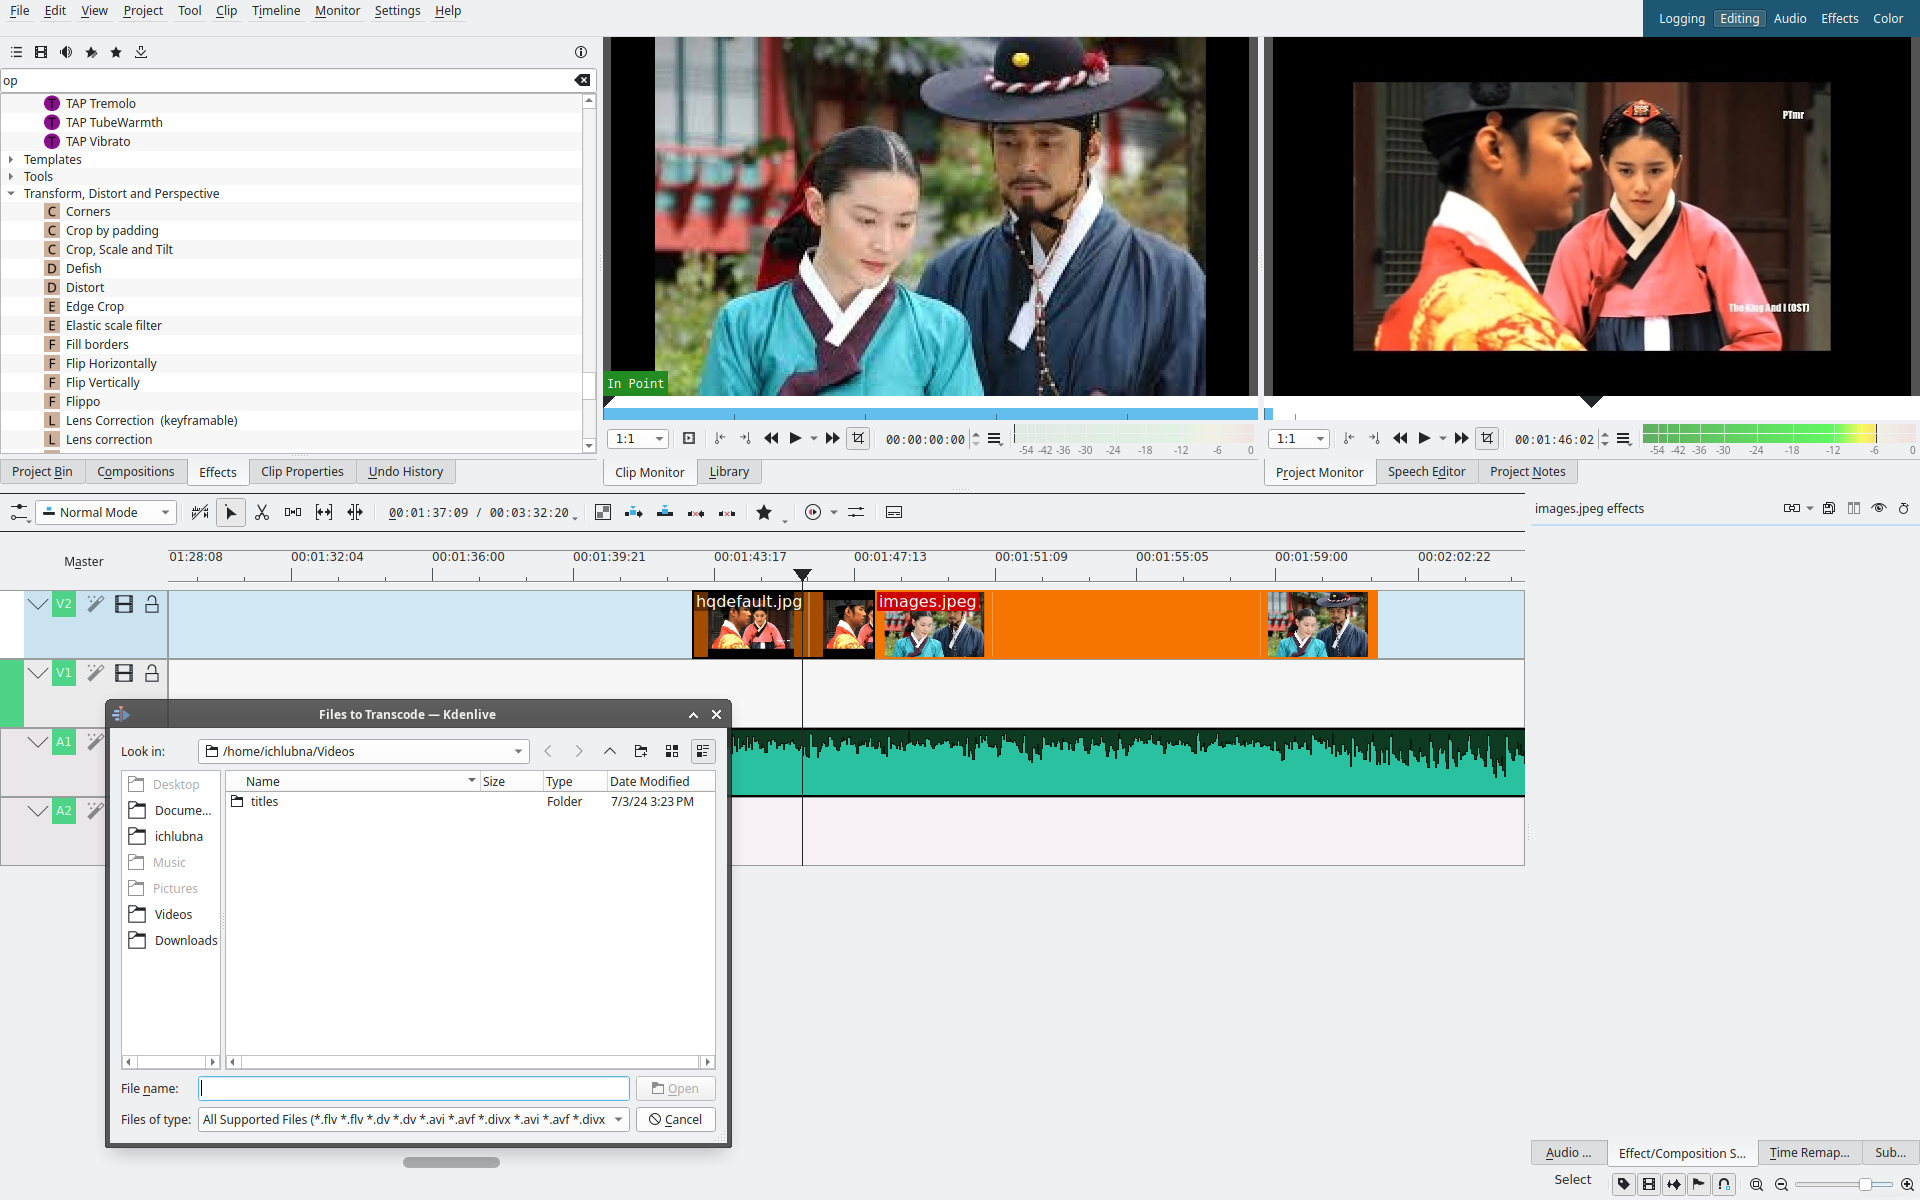 File Edit View Project Tool Clip Timeline Monitor Settings Help
Logging Editing Audio Effects Color
op
TAP Tremolo
TAP TubeWarmth
TAP Vibrato
Templates
Tools
Transform, Distort and Perspective
C Corners
C Crop by padding
C Crop, Scale and Tilt
D Defish
D Distort
E Edge Crop
E Elastic scale filter
F Fill borders
F Flip Horizontally
F Flip Vertically
F Flippo
L Lens Correction (keyframable)
L Lens correction
In Point
PTmr
The King And I (OST)
1:1 00:00:00:00 -54 -42 -36 -30 -24 -18 -12 -6 0
1:1 00:01:46:02 -54 -42 -36 -30 -24 -18 -12 -6 0
Project Bin Compositions Effects Clip Properties Undo History
Clip Monitor Library
Project Monitor Speech Editor Project Notes
Normal Mode 00:01:37:09 / 00:03:32:20
images.jpeg effects
Master 01:28:08 00:01:32:04 00:01:36:00 00:01:39:21 00:01:43:17 00:01:47:13 00:01:51:09 00:01:55:05 00:01:59:00 00:02:02:22
V2 hqdefault.jpg images.jpeg
V1
A1
A2
Files to Transcode — Kdenlive
Look in: /home/ichlubna/Videos
Desktop
Docume...
ichlubna
Music
Pictures
Videos
Downloads
Name Size Type Date Modified
titles Folder 7/3/24 3:23 PM
File name: Open
Files of type: All Supported Files (*.flv *.flv *.dv *.dv *.avi *.avf *.divx *.avi *.avf *.divx Cancel
Audio ... Effect/Composition S... Time Remap... Sub...
Select